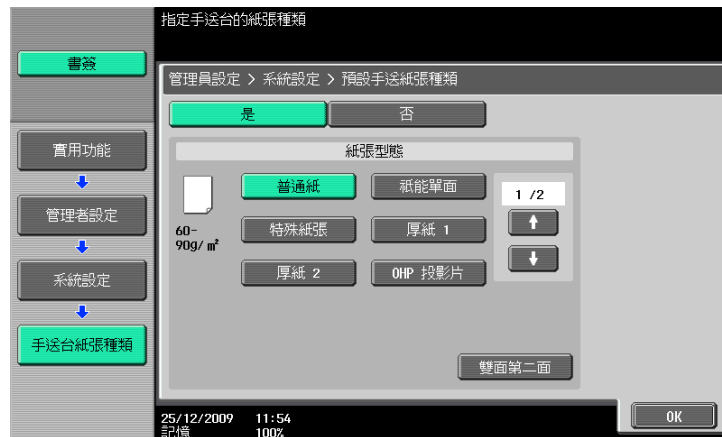 指定手送台的紙張種類
書簽
管理員設定 > 系統設定 > 預設手送紙張種類
是
否
實用功能
管理者設定
系統設定
手送台紙張種類
紙張型態
60-
90g/㎡
普通紙
祇能單面
特殊紙張
厚紙 1
厚紙 2
OHP 投影片
1 /2
雙面第二面
25/12/2009 11:54
記憶 100%
OK